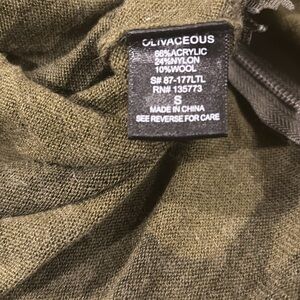 OLIVACEOUS
66%ACRYLIC
24%NYLON
10%WOOL
S# 87-177LTL
RN# 135773
S
MADE IN CHINA
SEE REVERSE FOR CARE